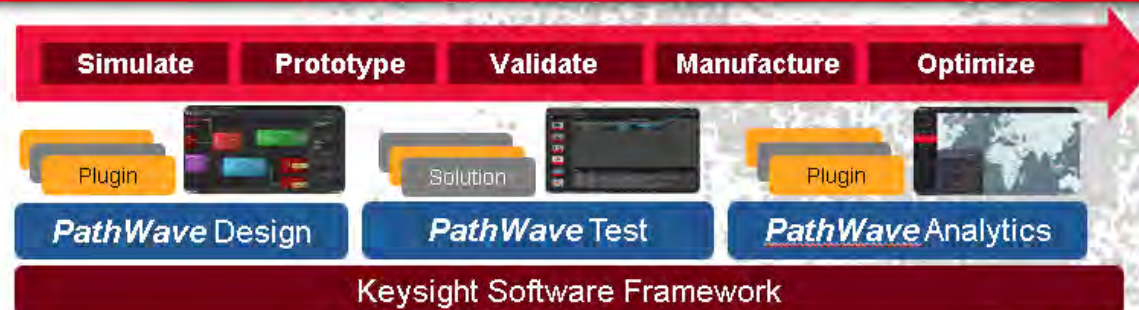 Simulate Prototype Validate Manufacture Optimize
Plugin Solution Plugin
PathWave Design PathWave Test PathWave Analytics
Keysight Software Framework